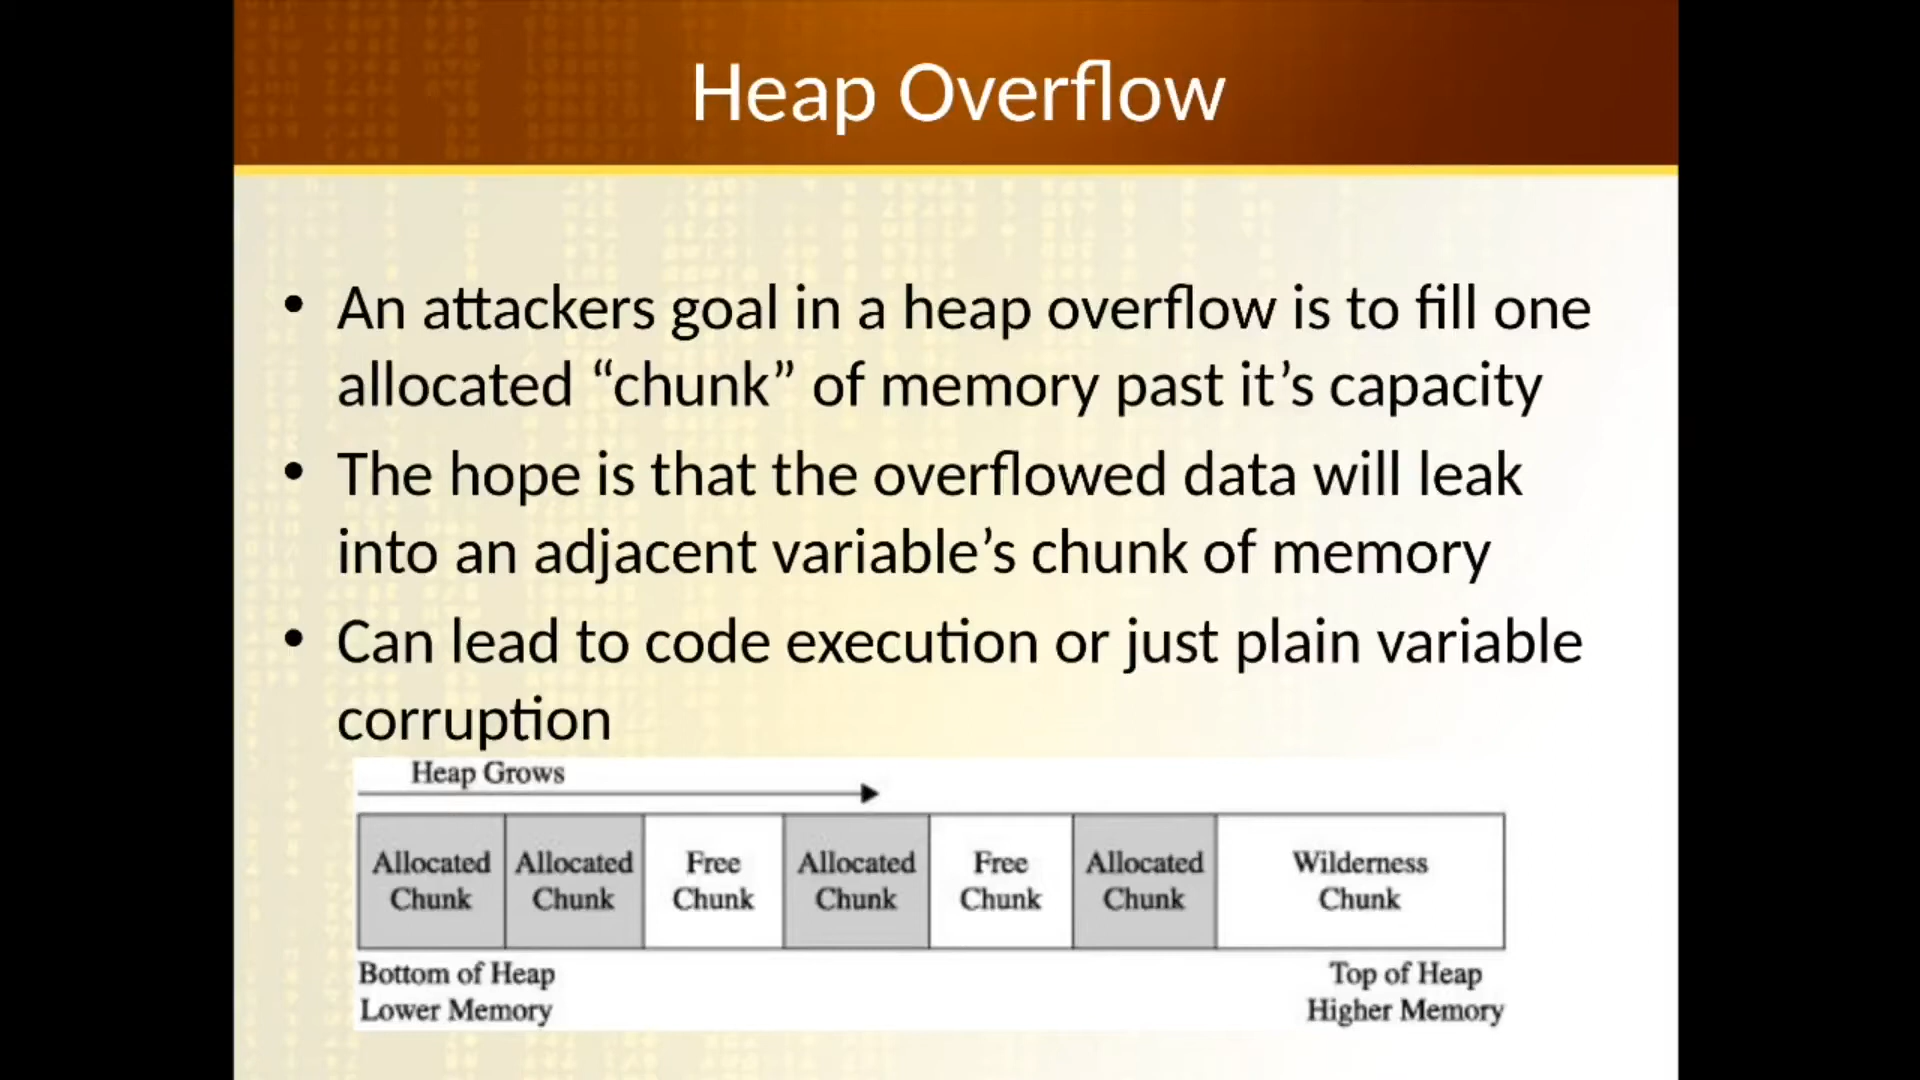 Heap Overflow
• An attackers goal in a heap overflow is to fill one
allocated “chunk” of memory past it’s capacity
• The hope is that the overflowed data will leak
into an adjacent variable’s chunk of memory
• Can lead to code execution or just plain variable
corruption
Heap Grows
Allocated Allocated Free Allocated Free Allocated Wilderness
Chunk Chunk Chunk Chunk Chunk Chunk Chunk
Bottom of Heap Top of Heap
Lower Memory Higher Memory